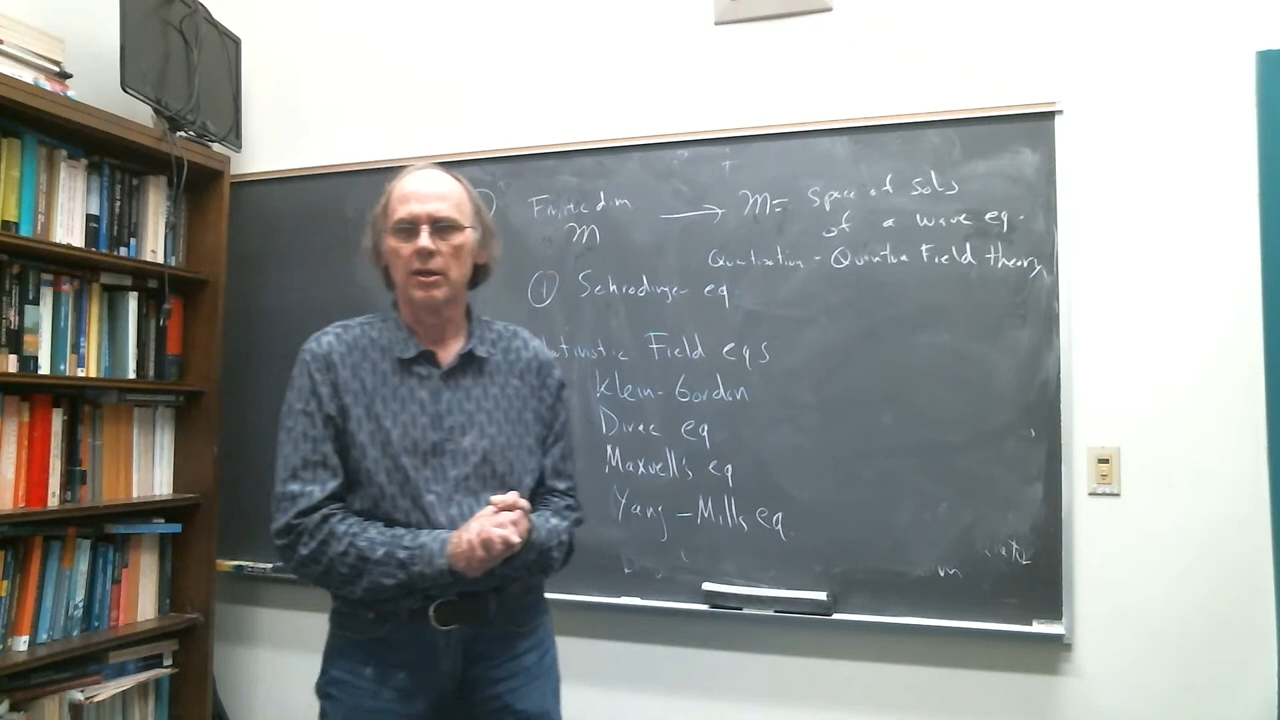 Finite dim → M = Space of sols
M of a wave eq.
Quantization - Quantum Field theory
① Schrodinger eq
Field eqs
Klein-Gordon
Dirac eq
Maxwell's eq
Yang-Mills eq.